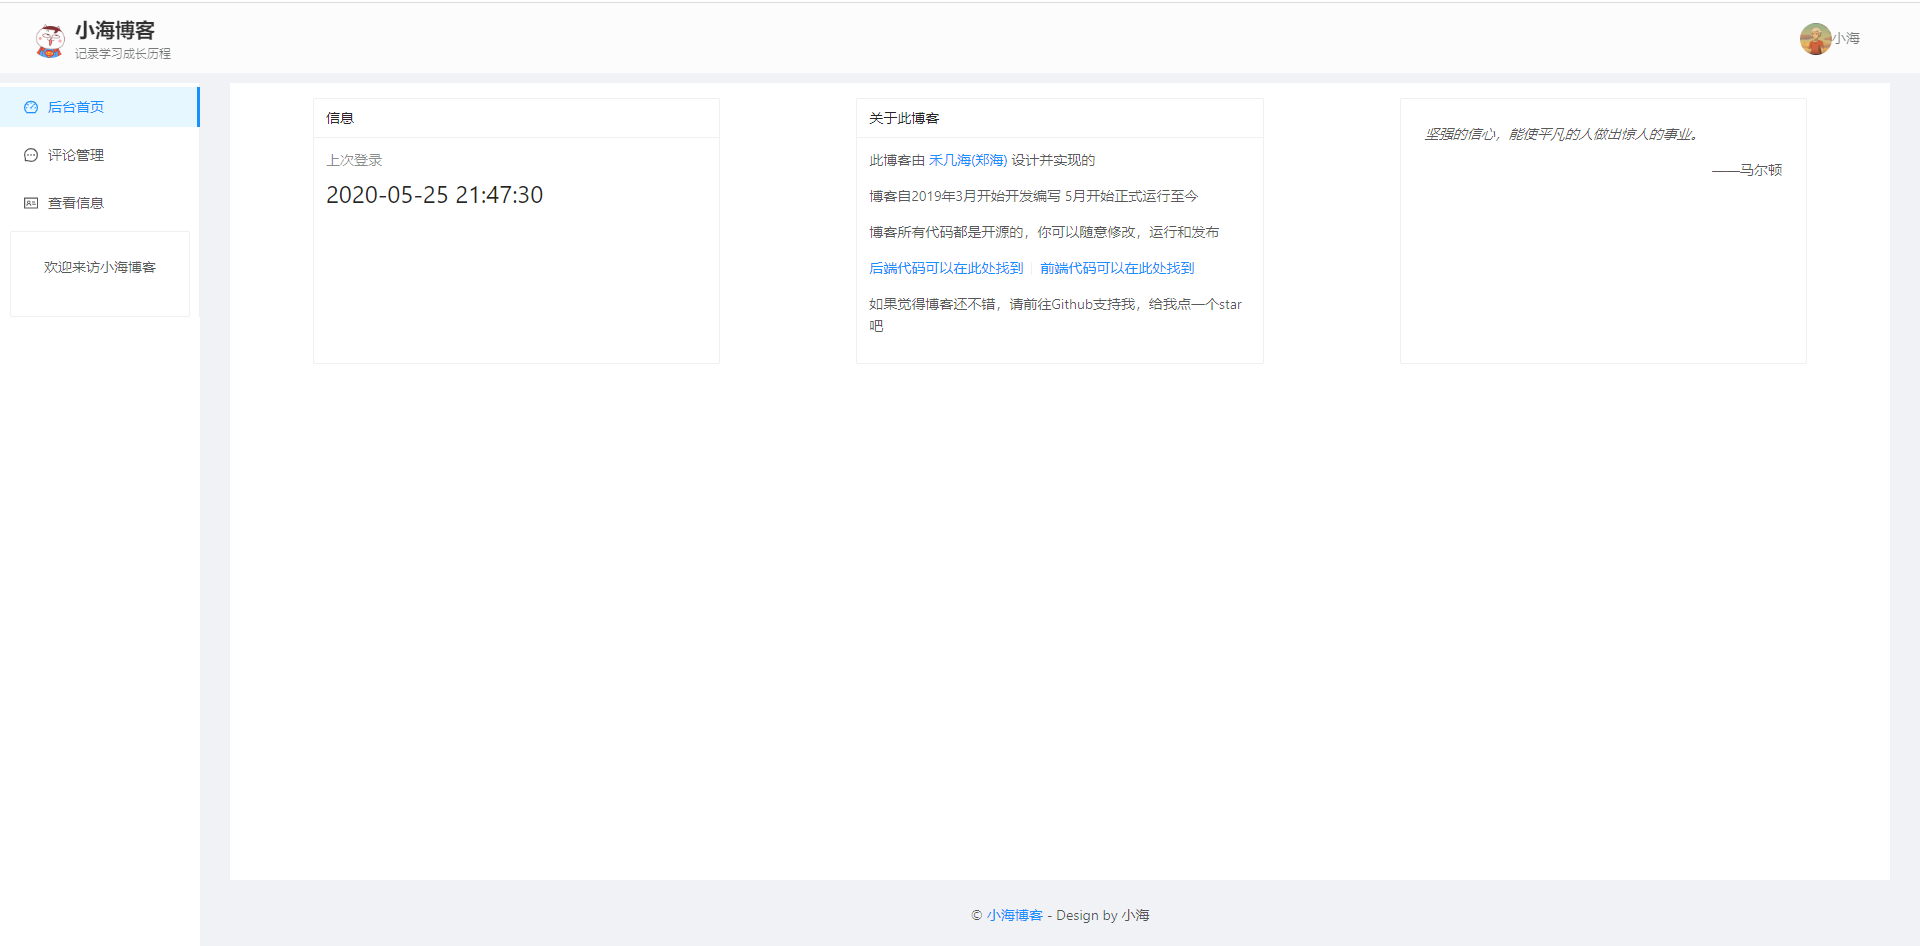 小海博客
记录学习成长历程
小海
后台首页
评论管理
查看信息
欢迎来访小海博客
信息
上次登录
2020-05-25 21:47:30
关于此博客
此博客由 禾几海(郑海) 设计并实现的
博客自2019年3月开始开发编写 5月开始正式运行至今
博客所有代码都是开源的，你可以随意修改，运行和发布
后端代码可以在此处找到 前端代码可以在此处找到
如果觉得博客还不错，请前往Github支持我，给我点一个star
吧
坚强的信心，能使平凡的人做出惊人的事业。
——马尔顿
© 小海博客 - Design by 小海